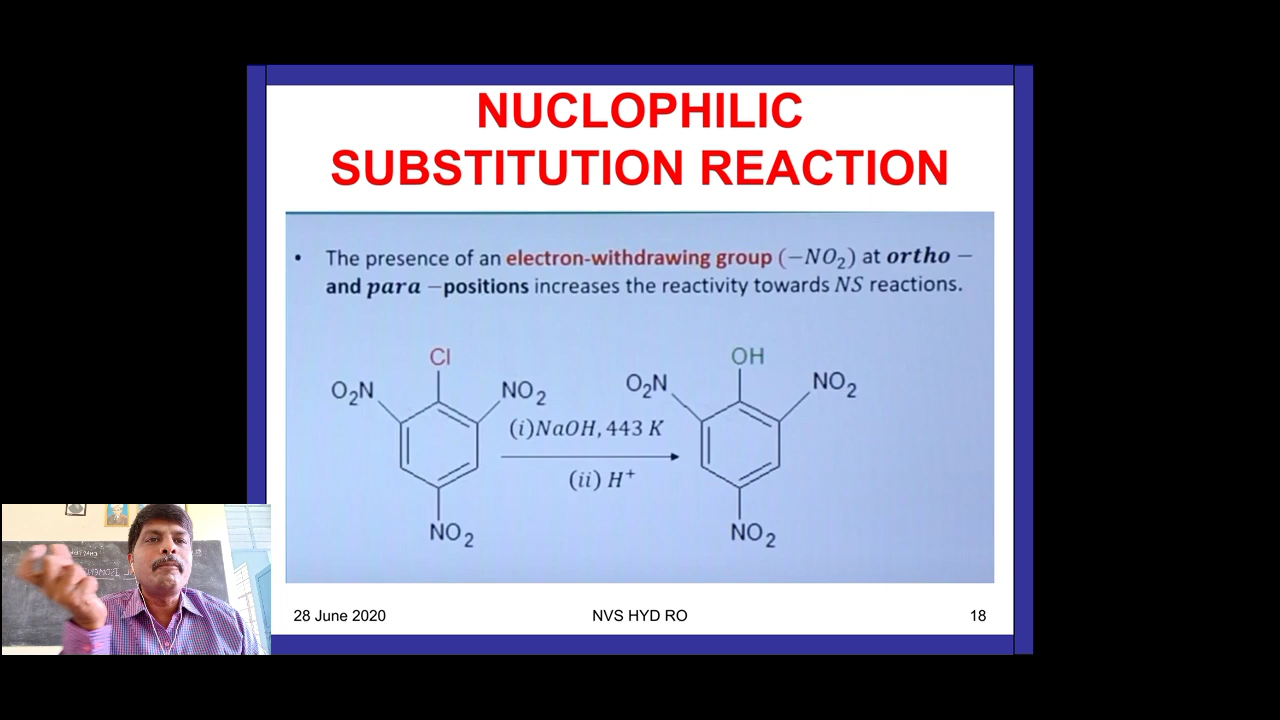 NUCLOPHILIC
SUBSTITUTION REACTION
• The presence of an electron-withdrawing group (−NO₂) at ortho −
and para −positions increases the reactivity towards NS reactions.
Cl
O₂N
NO₂
NO₂
(i)NaOH, 443 K
(ii) H⁺
OH
O₂N
NO₂
NO₂
28 June 2020
NVS HYD RO
18